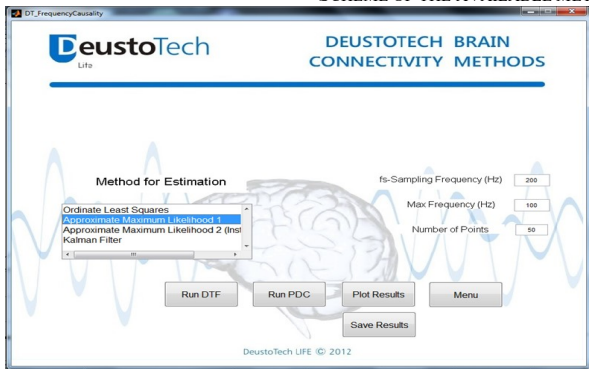 DT_FrequencyCausality
DeustoTech
Life
DEUSTOTECH BRAIN
CONNECTIVITY METHODS
Method for Estimation
Ordinate Least Squares
Approximate Maximum Likelihood 1
Approximate Maximum Likelihood 2 (Inst
Kalman Filter
fs-Sampling Frequency (Hz)
200
Max Frequency (Hz)
100
Number of Points
50
Run DTF
Run PDC
Plot Results
Menu
Save Results
DeustoTech LIFE © 2012